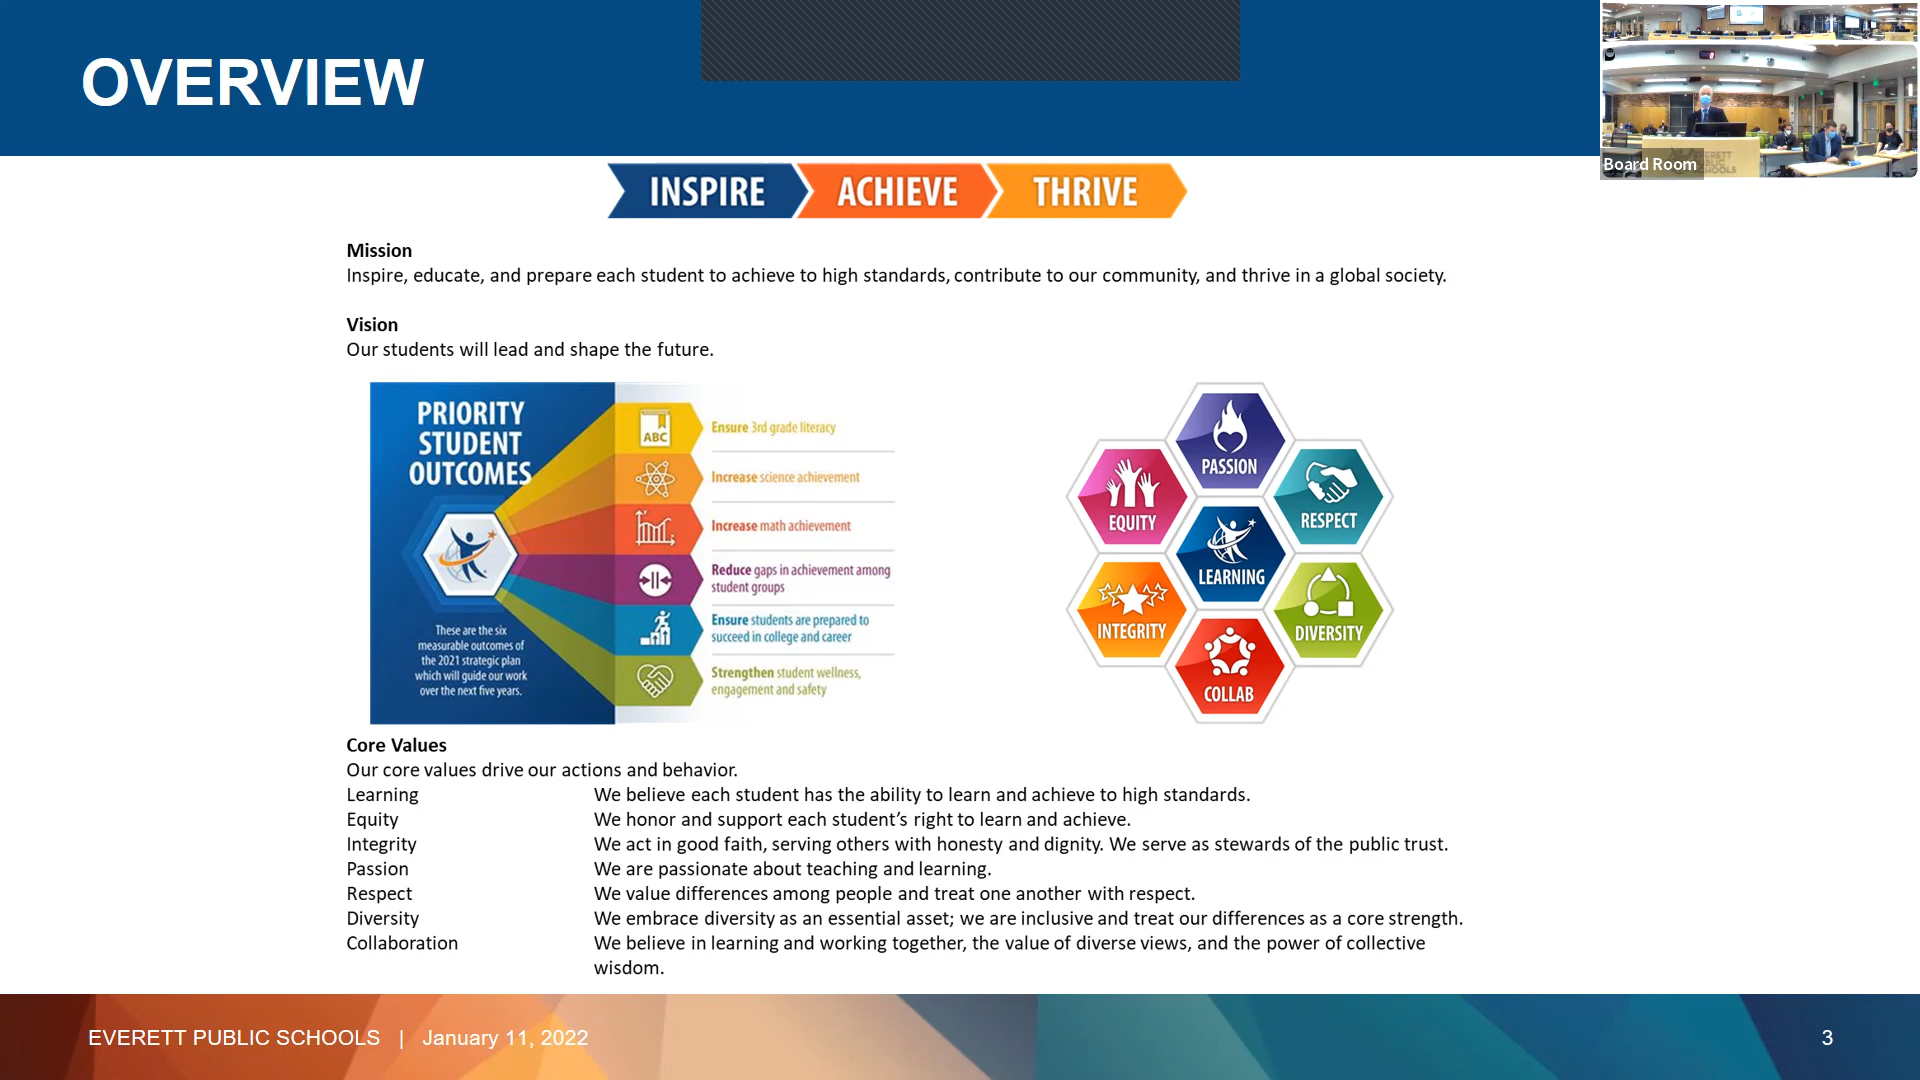 OVERVIEW
Board Room
INSPIRE ACHIEVE THRIVE
Mission
Inspire, educate, and prepare each student to achieve to high standards, contribute to our community, and thrive in a global society.
Vision
Our students will lead and shape the future.
PRIORITY
STUDENT
OUTCOMES
These are the six
measurable outcomes of
the 2021 strategic plan
which will guide our work
over the next five years.
ABC
Ensure 3rd grade literacy
Increase science achievement
Increase math achievement
Reduce gaps in achievement among
student groups
Ensure students are prepared to
succeed in college and career
Strengthen student wellness,
engagement and safety
PASSION
EQUITY
RESPECT
LEARNING
INTEGRITY
DIVERSITY
COLLAB
Core Values
Our core values drive our actions and behavior.
Learning We believe each student has the ability to learn and achieve to high standards.
Equity We honor and support each student’s right to learn and achieve.
Integrity We act in good faith, serving others with honesty and dignity. We serve as stewards of the public trust.
Passion We are passionate about teaching and learning.
Respect We value differences among people and treat one another with respect.
Diversity We embrace diversity as an essential asset; we are inclusive and treat our differences as a core strength.
Collaboration We believe in learning and working together, the value of diverse views, and the power of collective
wisdom.
EVERETT PUBLIC SCHOOLS | January 11, 2022 3